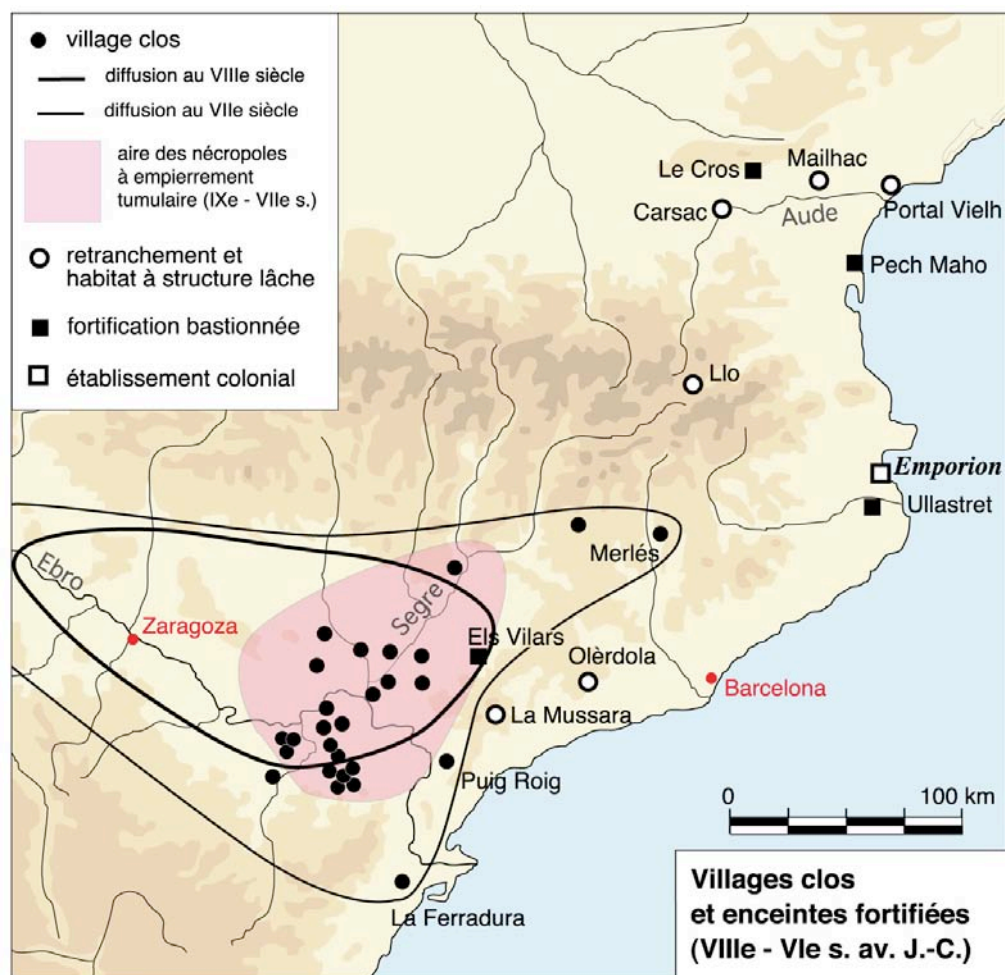 village clos
diffusion au VIIIe siècle
diffusion au VIIe siècle
aire des nécropoles
à empierrement
tumulaire (IXe - VIIe s.)
retranchement et
habitat à structure lâche
fortification bastionnée
établissement colonial
Le Cros
Mailhac
Carsac
Aude
Portal Vielh
Pech Maho
Llo
Emporion
Ullastret
Merlés
Ebro
Segre
Zaragoza
Els Vilars
Olèrdola
Barcelona
La Mussara
Puig Roig
La Ferradura
0 100 km
Villages clos
et enceintes fortifiées
(VIIIe - VIe s. av. J.-C.)